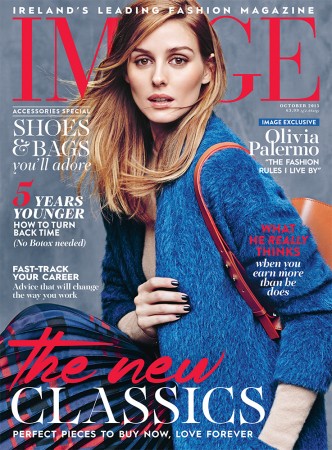 IRELAND'S LEADING FASHION MAGAZINE
IMAGE
OCTOBER 2015
ACCESSORIES SPECIAL
SHOES
& BAGS
you'll adore
IMAGE EXCLUSIVE
Olivia
Palermo
"THE FASHION
RULES I LIVE BY"
5 YEARS
YOUNGER
HOW TO TURN
BACK TIME
(No Botox needed)
WHAT
HE REALLY
THINKS
when you
earn more
than he
does
FAST-TRACK
YOUR CAREER
Advice that will change
the way you work
the new
CLASSICS
PERFECT PIECES TO BUY NOW, LOVE FOREVER